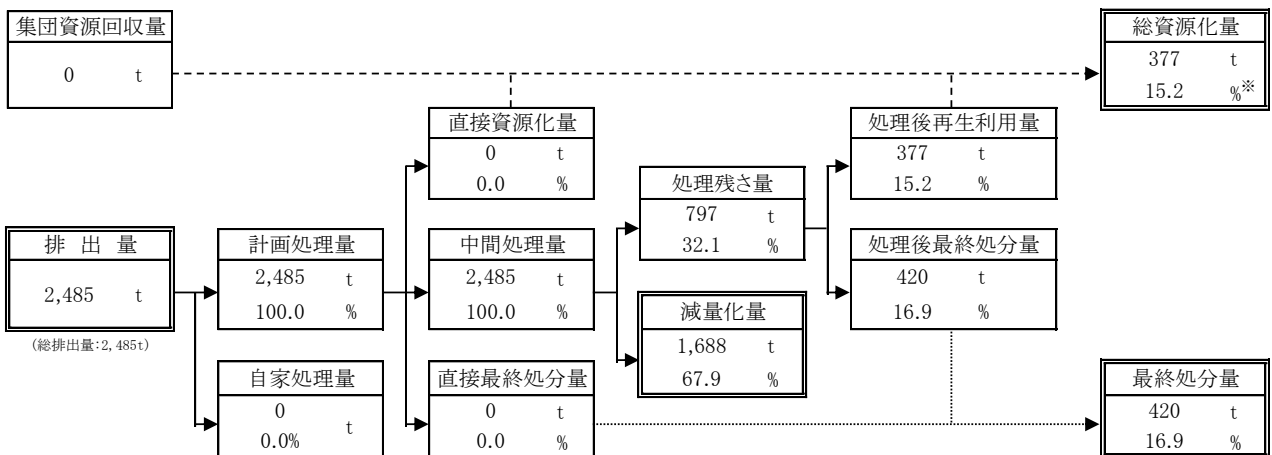 集団資源回収量
0 t
総資源化量
377 t
15.2 %※
直接資源化量
0 t
0.0 %
処理後再生利用量
377 t
15.2 %
処理残さ量
797 t
32.1 %
排 出 量
2,485 t
(総排出量:2,485t)
計画処理量
2,485 t
100.0 %
中間処理量
2,485 t
100.0 %
処理後最終処分量
420 t
16.9 %
減量化量
1,688 t
67.9 %
自家処理量
0
t
0.0%
直接最終処分量
0 t
0.0 %
最終処分量
420 t
16.9 %